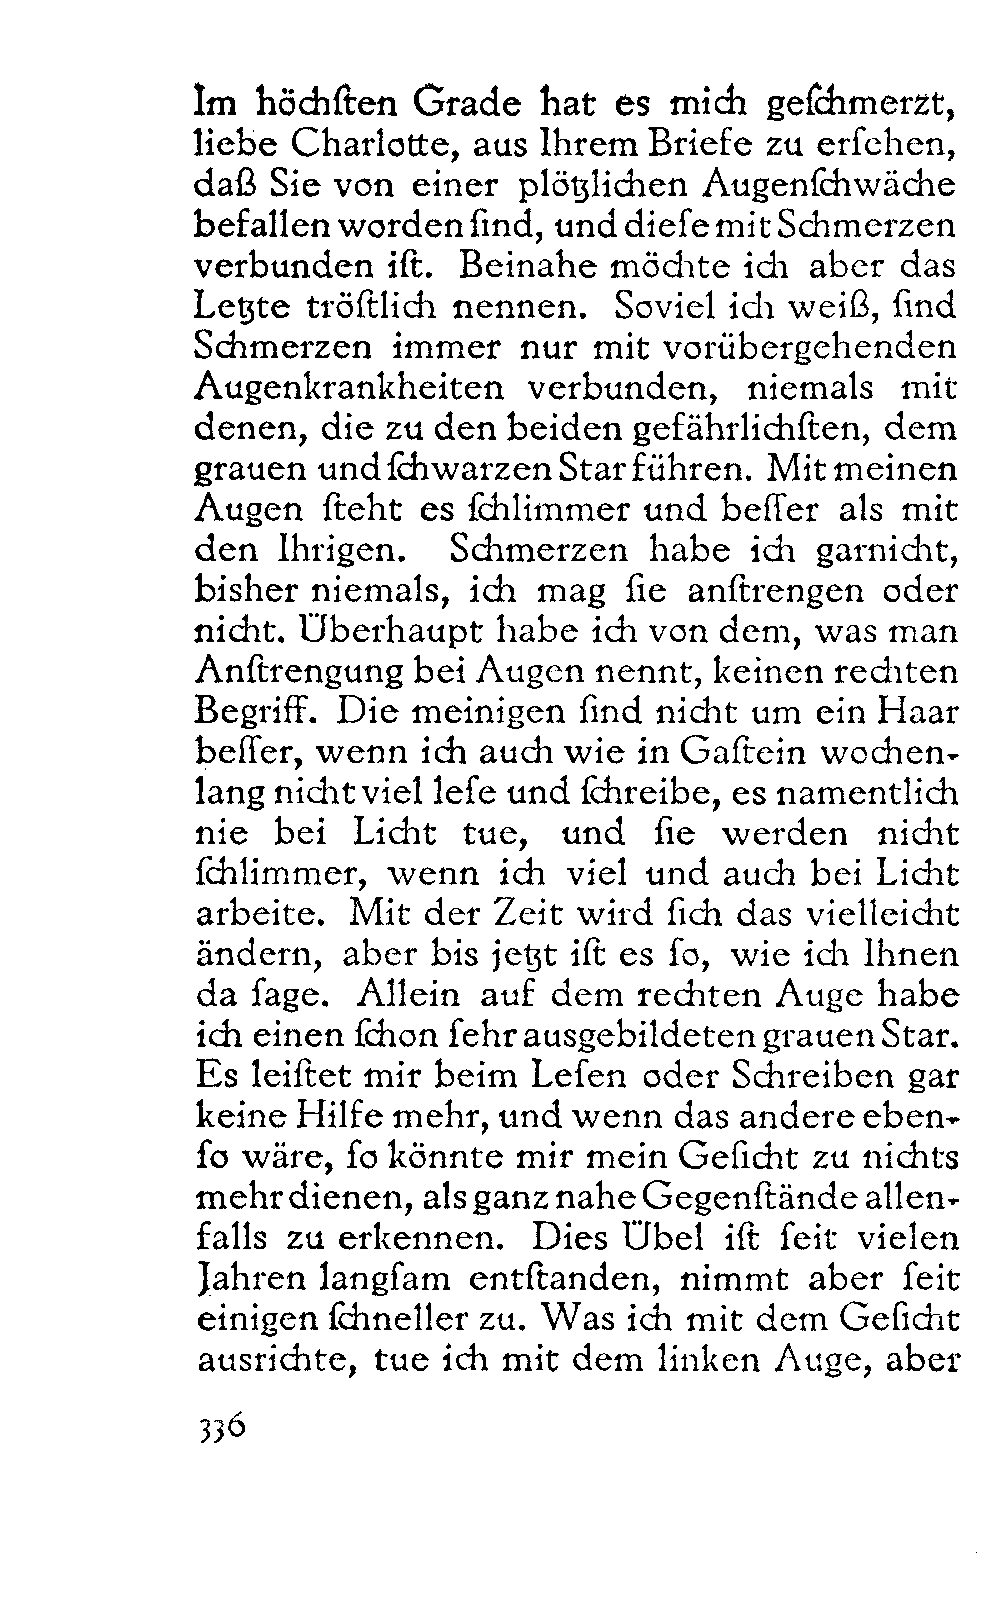 Im höchſten Grade hat es mich geſchmerzt,
liebe Charlotte, aus Ihrem Briefe zu erſehen,
daß Sie von einer plötzlichen Augenſchwäche
befallen worden ſind, und dieſe mit Schmerzen
verbunden iſt. Beinahe möchte ich aber das
Letzte tröſtlich nennen. Soviel ich weiß, ſind
Schmerzen immer nur mit vorübergehenden
Augenkrankheiten verbunden, niemals mit
denen, die zu den beiden gefährlichſten, dem
grauen und ſchwarzen Star führen. Mit meinen
Augen ſteht es ſchlimmer und beſſer als mit
den Ihrigen. Schmerzen habe ich garnicht,
bisher niemals, ich mag ſie anſtrengen oder
nicht. Überhaupt habe ich von dem, was man
Anſtrengung bei Augen nennt, keinen rechten
Begriff. Die meinigen ſind nicht um ein Haar
beſſer, wenn ich auch wie in Gaſtein wochen-
lang nicht viel leſe und ſchreibe, es namentlich
nie bei Licht tue, und ſie werden nicht
ſchlimmer, wenn ich viel und auch bei Licht
arbeite. Mit der Zeit wird ſich das vielleicht
ändern, aber bis jetzt iſt es ſo, wie ich Ihnen
da ſage. Allein auf dem rechten Auge habe
ich einen ſchon ſehr ausgebildeten grauen Star.
Es leiſtet mir beim Leſen oder Schreiben gar
keine Hilfe mehr, und wenn das andere eben-
ſo wäre, ſo könnte mir mein Geſicht zu nichts
mehr dienen, als ganz nahe Gegenſtände allen-
falls zu erkennen. Dies Übel iſt ſeit vielen
Jahren langſam entſtanden, nimmt aber ſeit
einigen ſchneller zu. Was ich mit dem Geſicht
ausrichte, tue ich mit dem linken Auge, aber
336